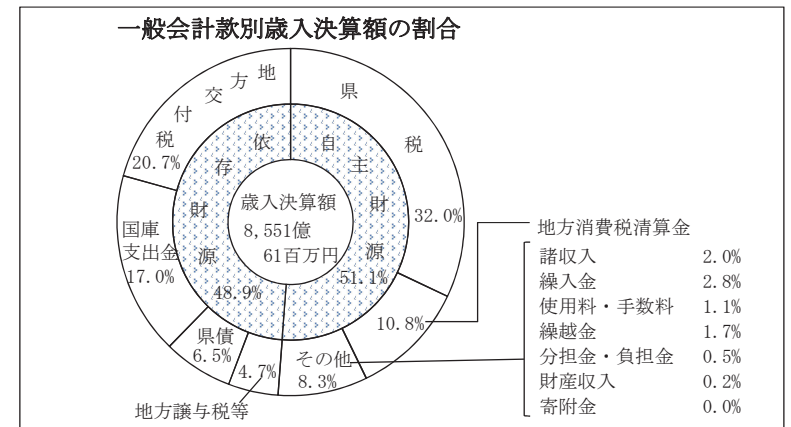 一般会計款別歳入決算額の割合
地方交付税
20.7%
県税
32.0%
依存財源
48.9%
自主財源
51.1%
歳入決算額
8,551億
61百万円
国庫
支出金
17.0%
県債
6.5%
4.7%
地方譲与税等
その他
8.3%
10.8%
地方消費税清算金
諸収入 2.0%
繰入金 2.8%
使用料・手数料 1.1%
繰越金 1.7%
分担金・負担金 0.5%
財産収入 0.2%
寄附金 0.0%